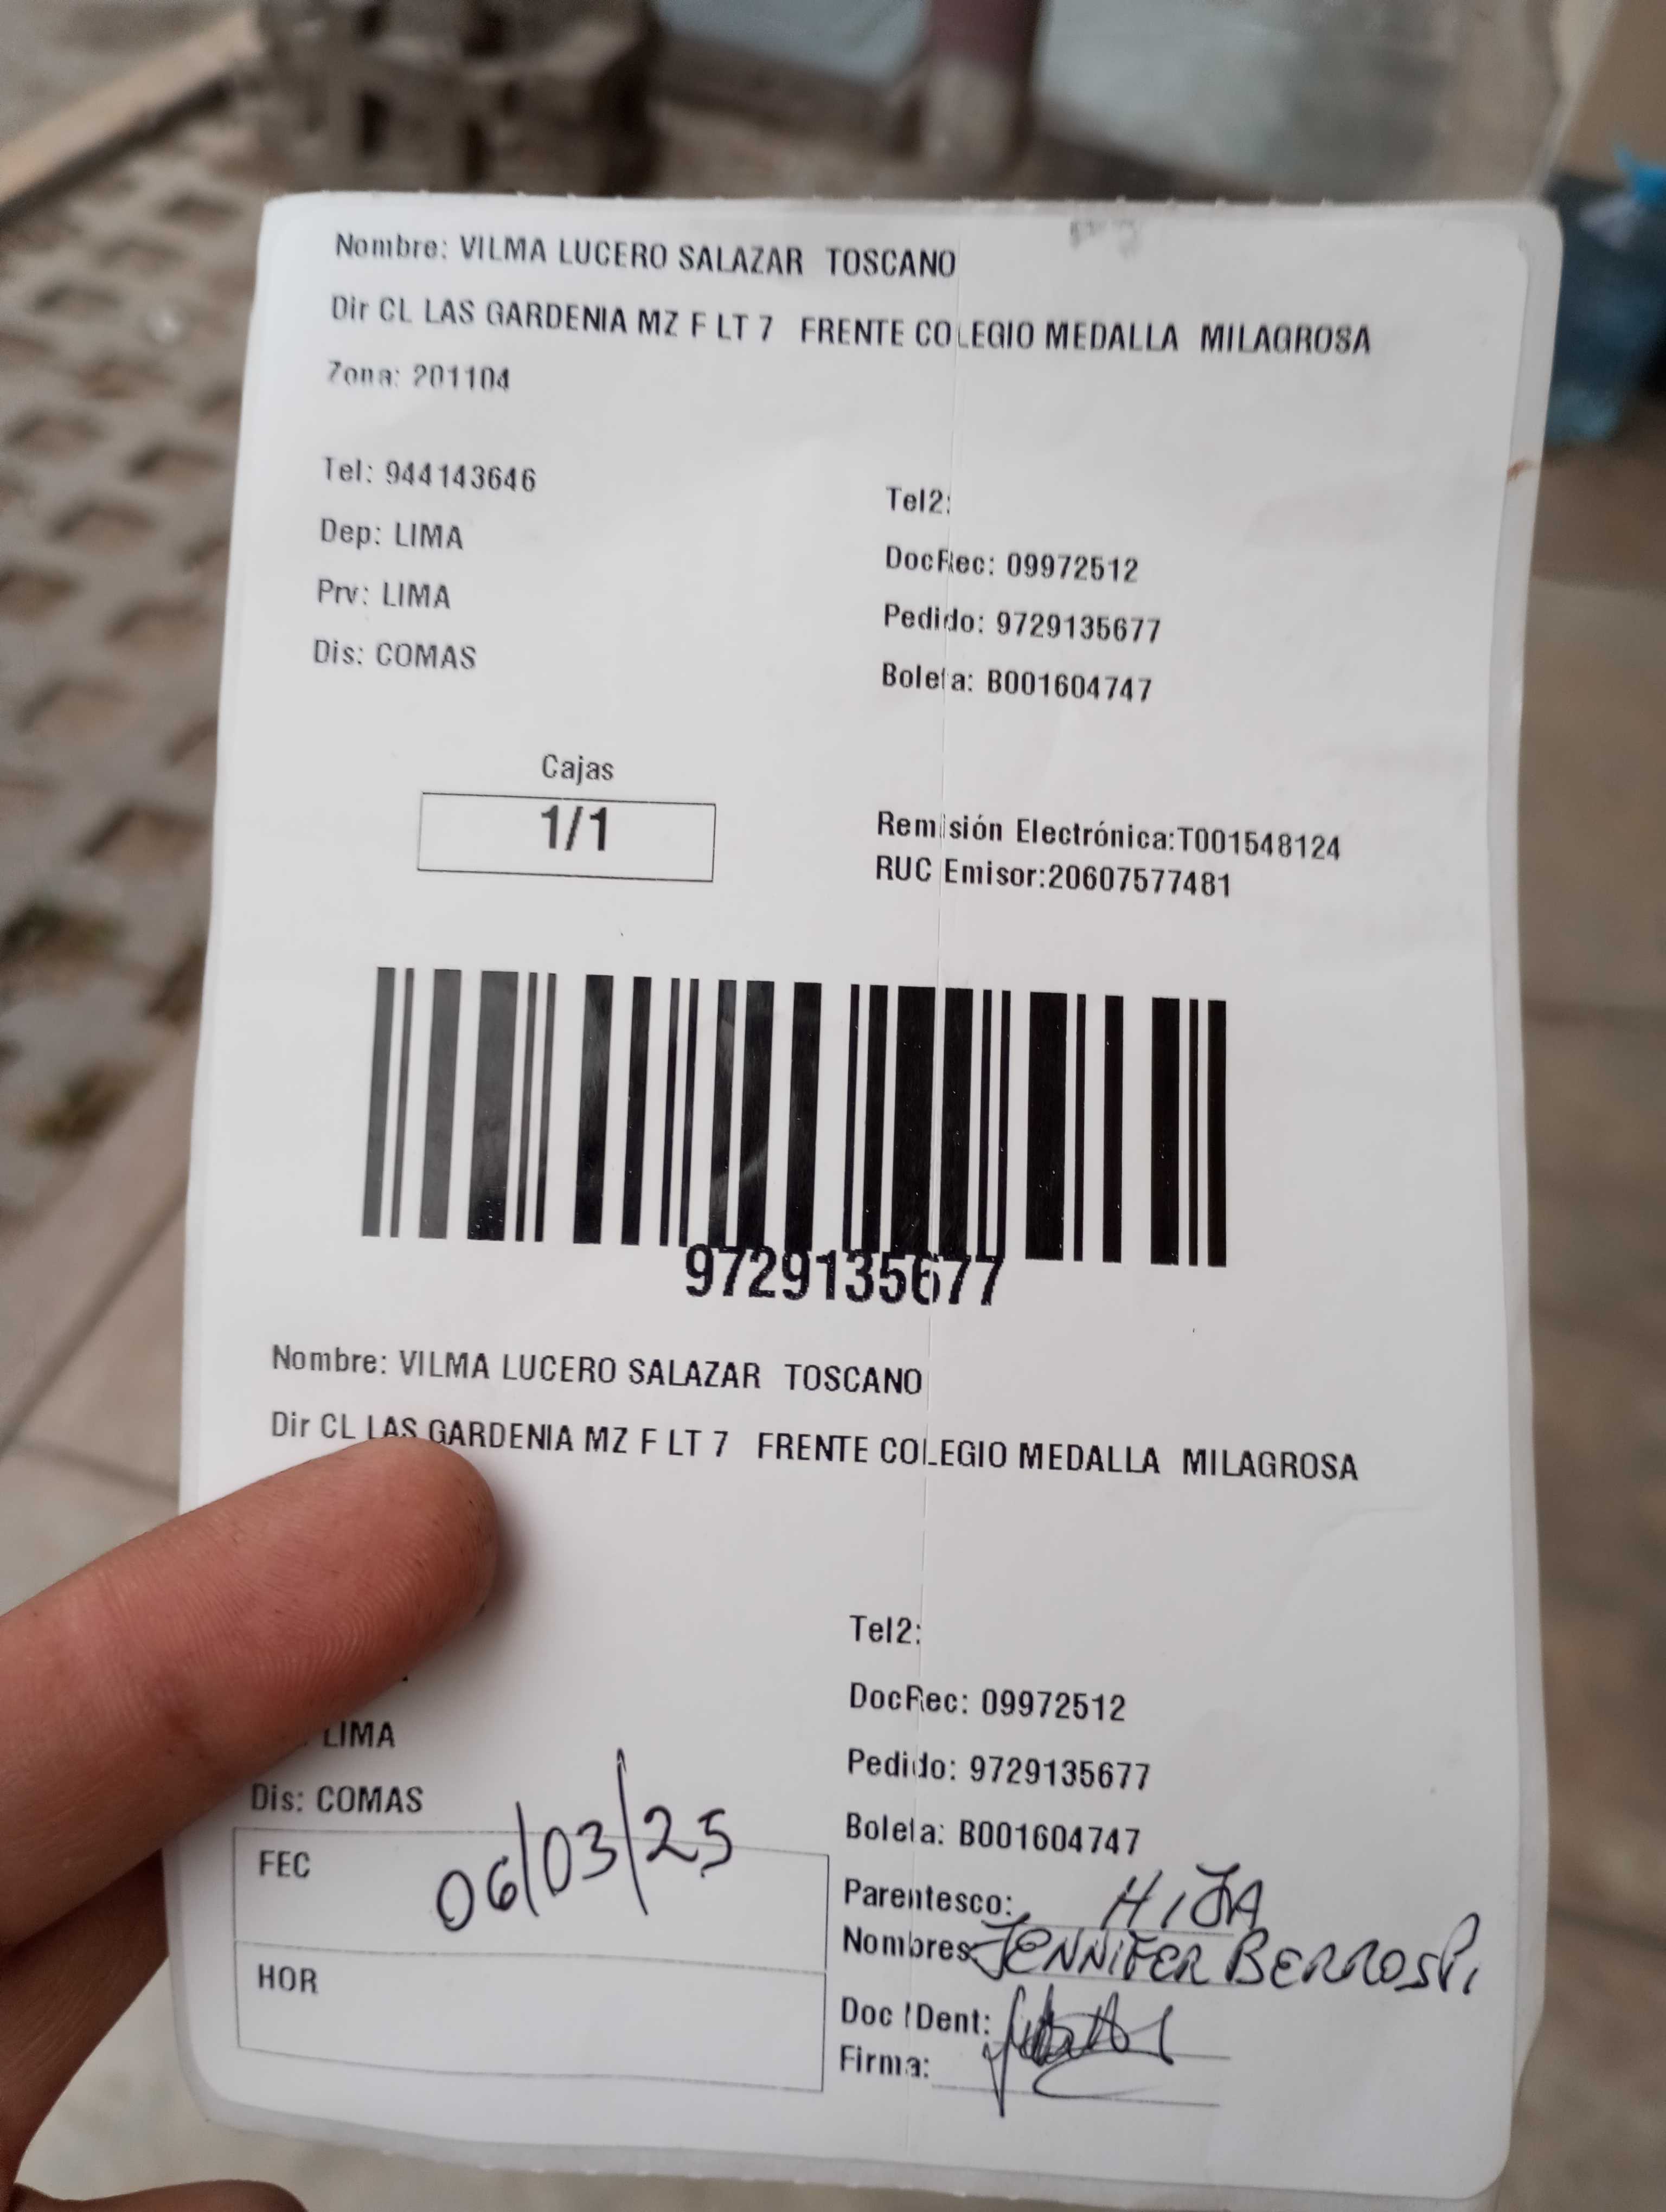 Nombre: VILMA LUCERO SALAZAR TOSCANO
Dir CL LAS GARDENIA MZ F LT 7 FRENTE COLEGIO MEDALLA MILAGROSA
Zona: 201104
Tel: 944143646
Tel2:
Dep: LIMA
DocRec: 09972512
Prv: LIMA
Pedido: 9729135677
Dis: COMAS
Boleta: B001604747
Cajas
1/1
Remisión Electrónica:T001548124
RUC Emisor:20607577481
9729135677
Nombre: VILMA LUCERO SALAZAR TOSCANO
Dir CL LAS GARDENIA MZ F LT 7 FRENTE COLEGIO MEDALLA MILAGROSA
Tel2:
DocRec: 09972512
LIMA
Pedido: 9729135677
Dis: COMAS
Boleta: B001604747
FEC 06/03/25
HOR
Parentesco: HIJA
Nombres: JENNIFER BERROSPI
Doc IDent:
Firma: